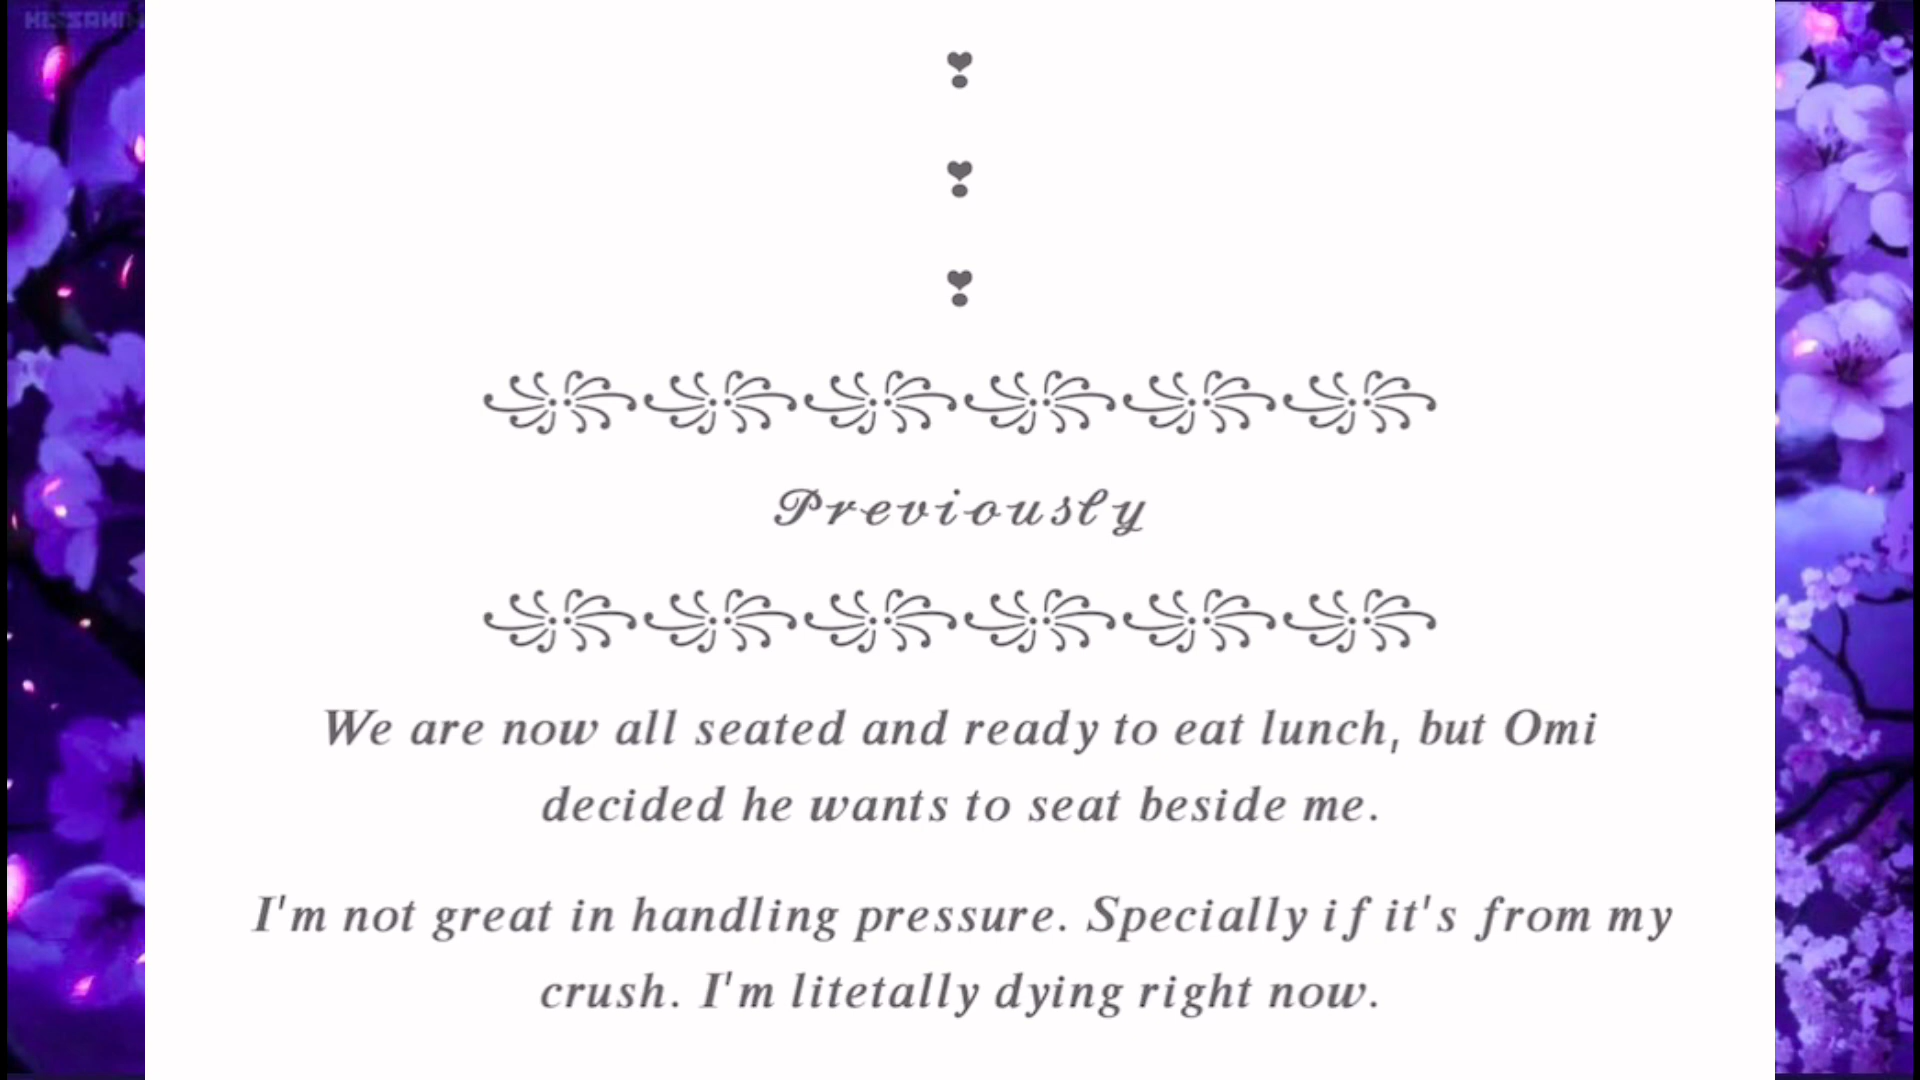 ❣
❣
❣
꧁꧂꧁꧂꧁꧂꧁꧂꧁꧂꧁꧂
𝒫𝓇𝑒𝓋𝒾𝑜𝓊𝓈𝓁𝓎
꧁꧂꧁꧂꧁꧂꧁꧂꧁꧂꧁꧂
We are now all seated and ready to eat lunch, but Omi
decided he wants to seat beside me.
I'm not great in handling pressure. Specially if it's from my
crush. I'm litetally dying right now.